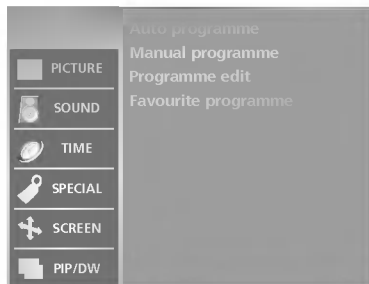 Auto programme
Manual programme
Programme edit
Favourite programme
PICTURE
SOUND
TIME
SPECIAL
SCREEN
PIP/DW